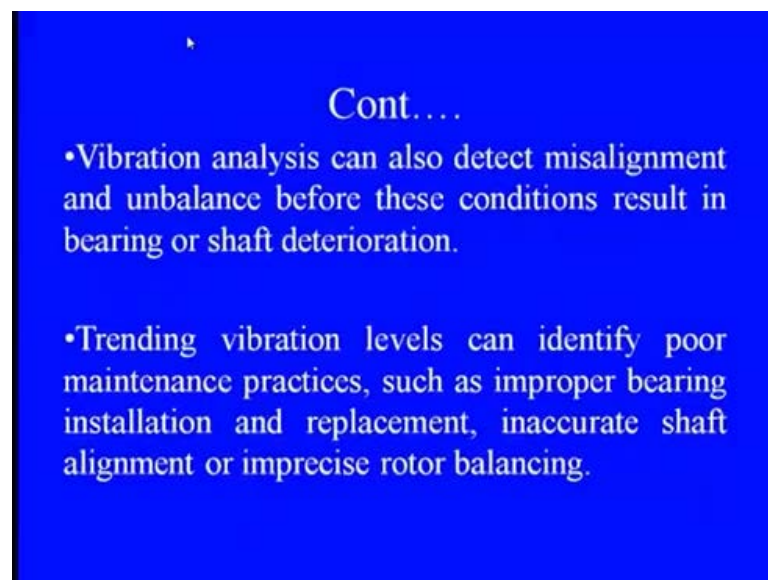 Cont....
•Vibration analysis can also detect misalignment
and unbalance before these conditions result in
bearing or shaft deterioration.
•Trending vibration levels can identify poor
maintenance practices, such as improper bearing
installation and replacement, inaccurate shaft
alignment or imprecise rotor balancing.